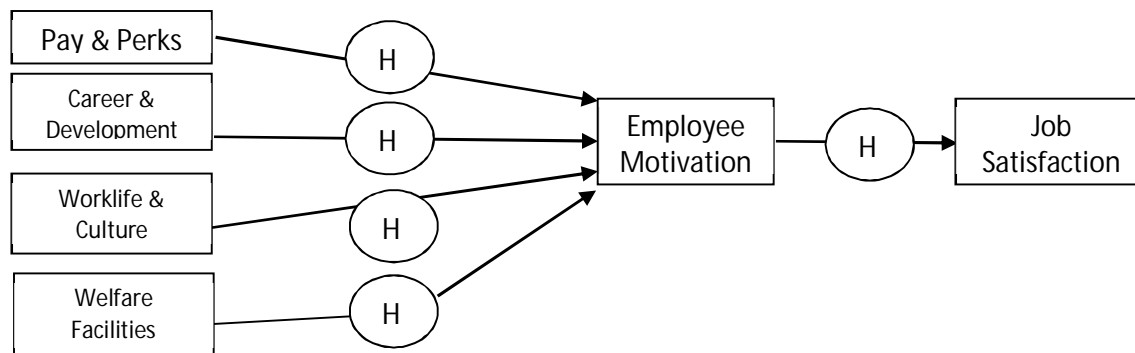 Pay & Perks
H
Career &
Development
H
Employee
Motivation
H
Job
Satisfaction
Worklife &
Culture
H
Welfare
Facilities
H